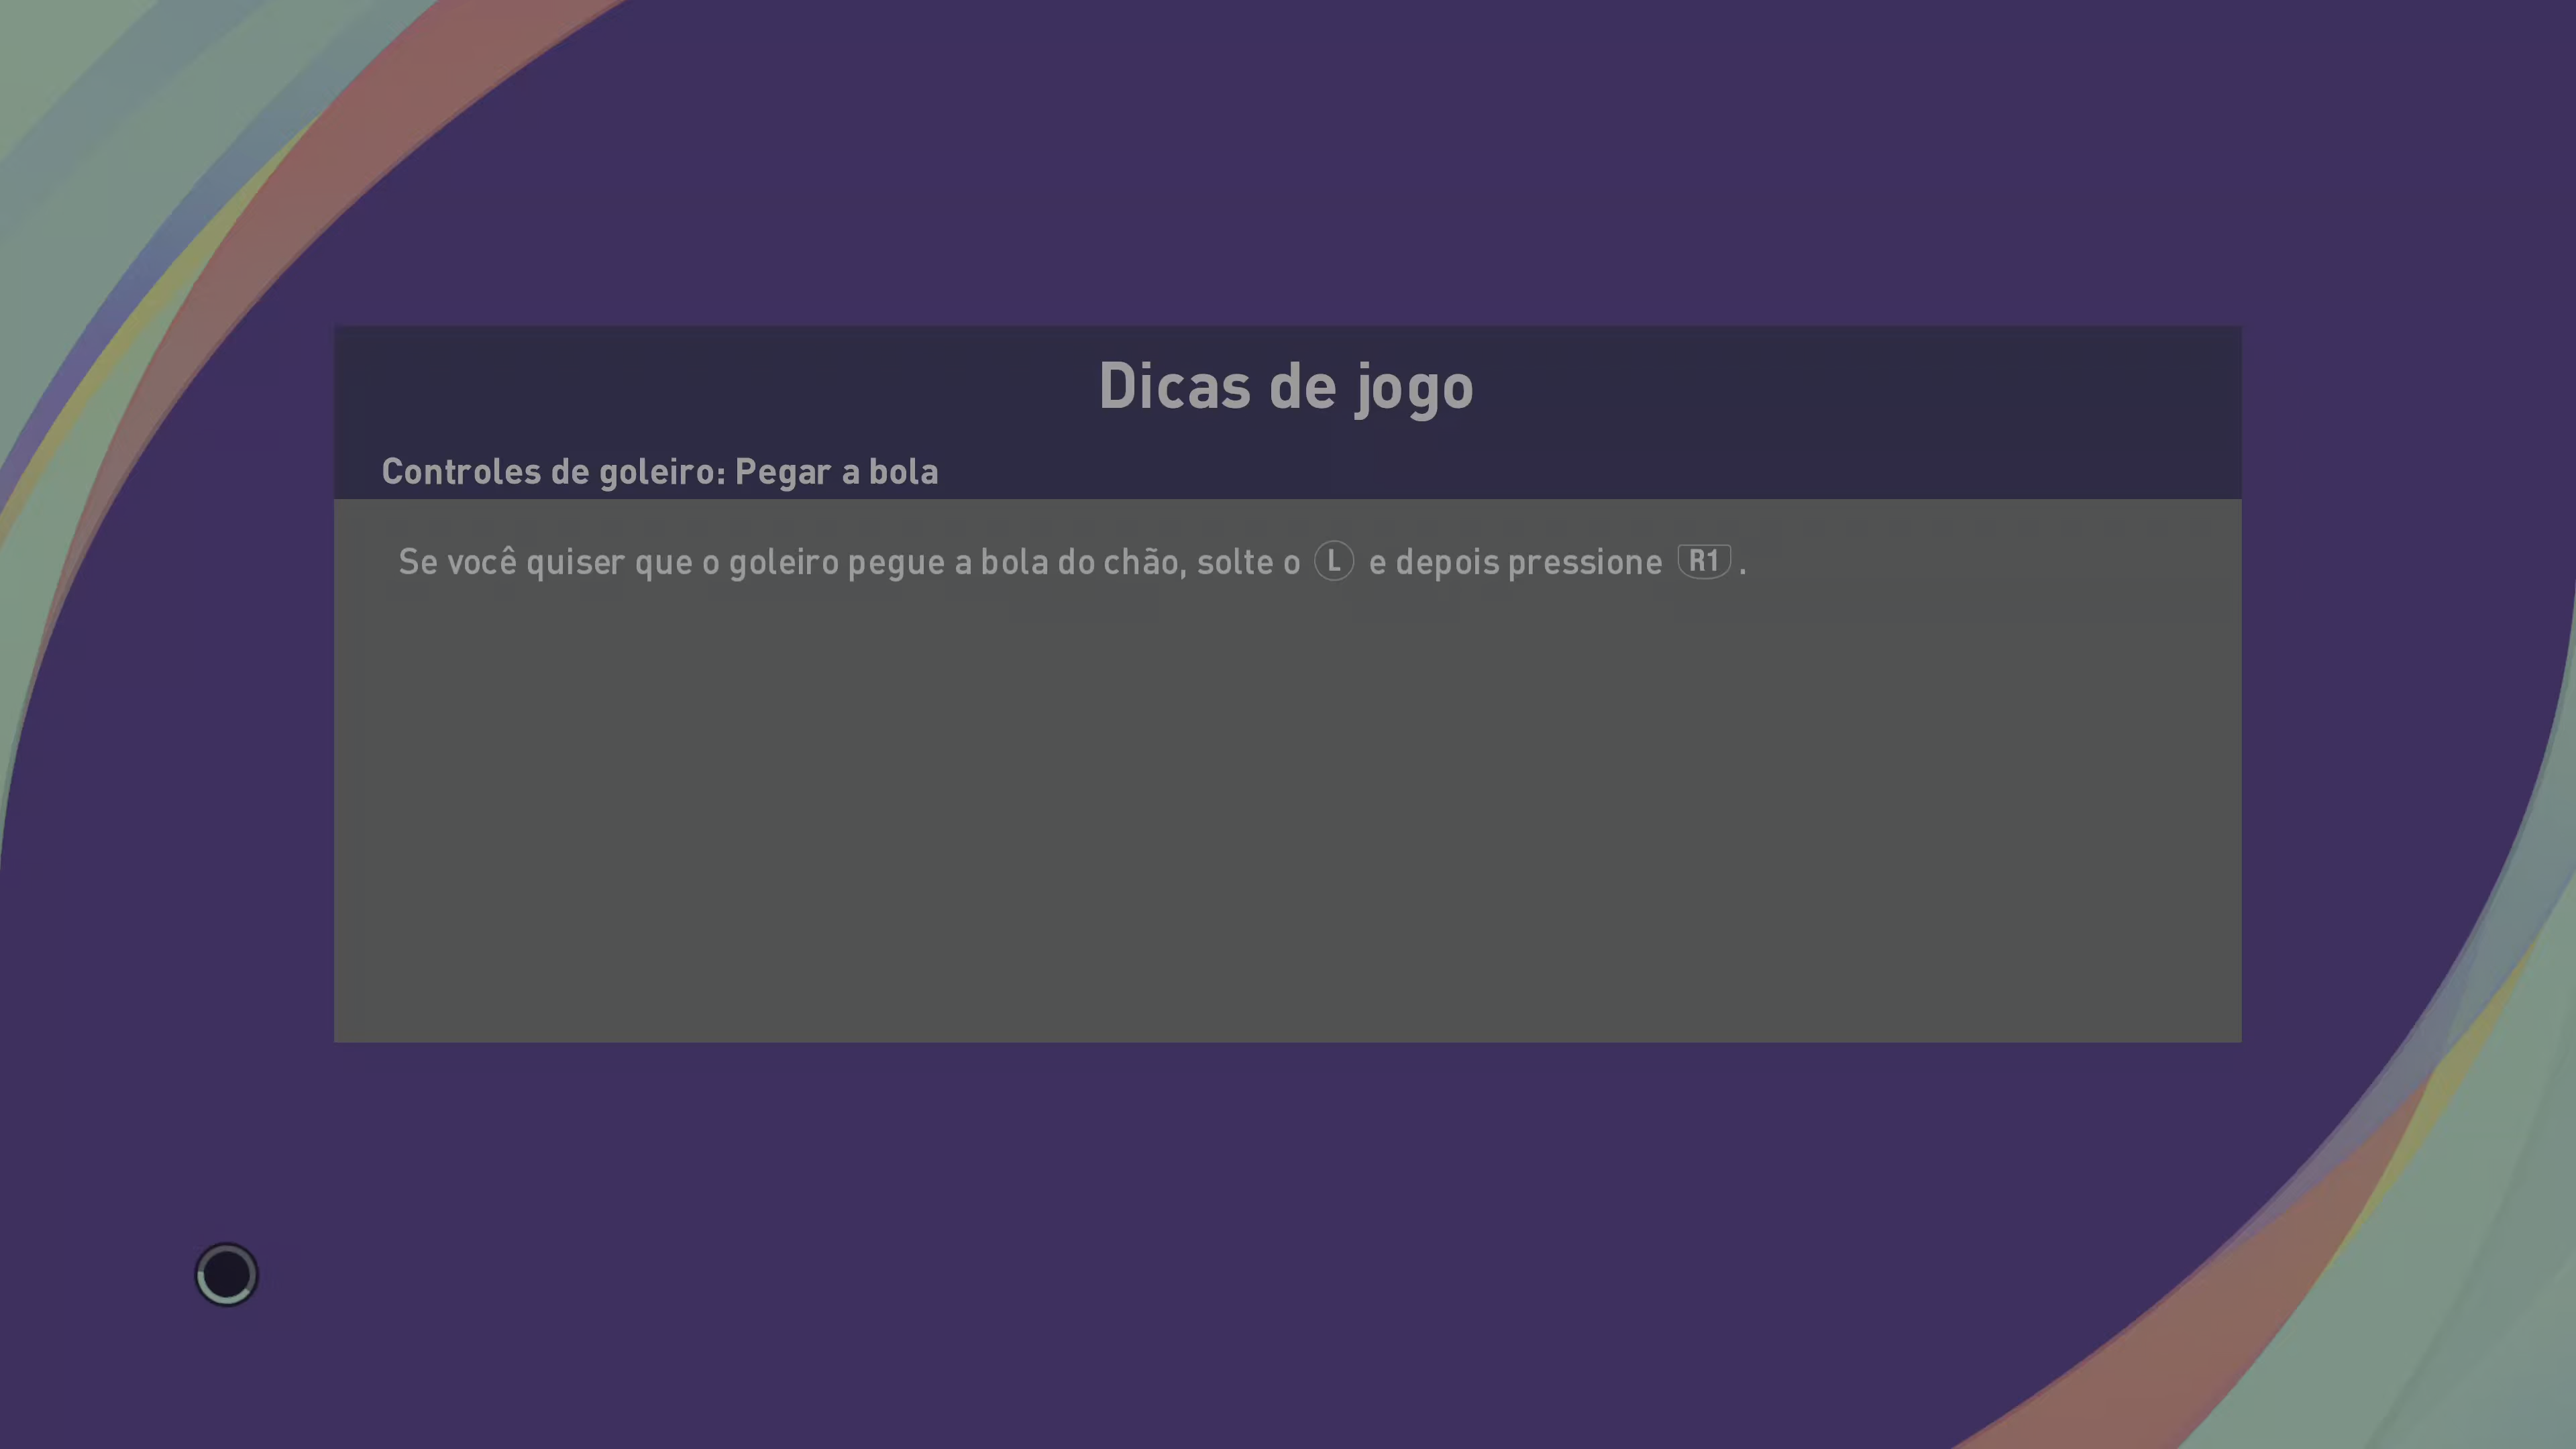 Dicas de jogo
Controles de goleiro: Pegar a bola
Se você quiser que o goleiro pegue a bola do chão, solte o L e depois pressione R1.